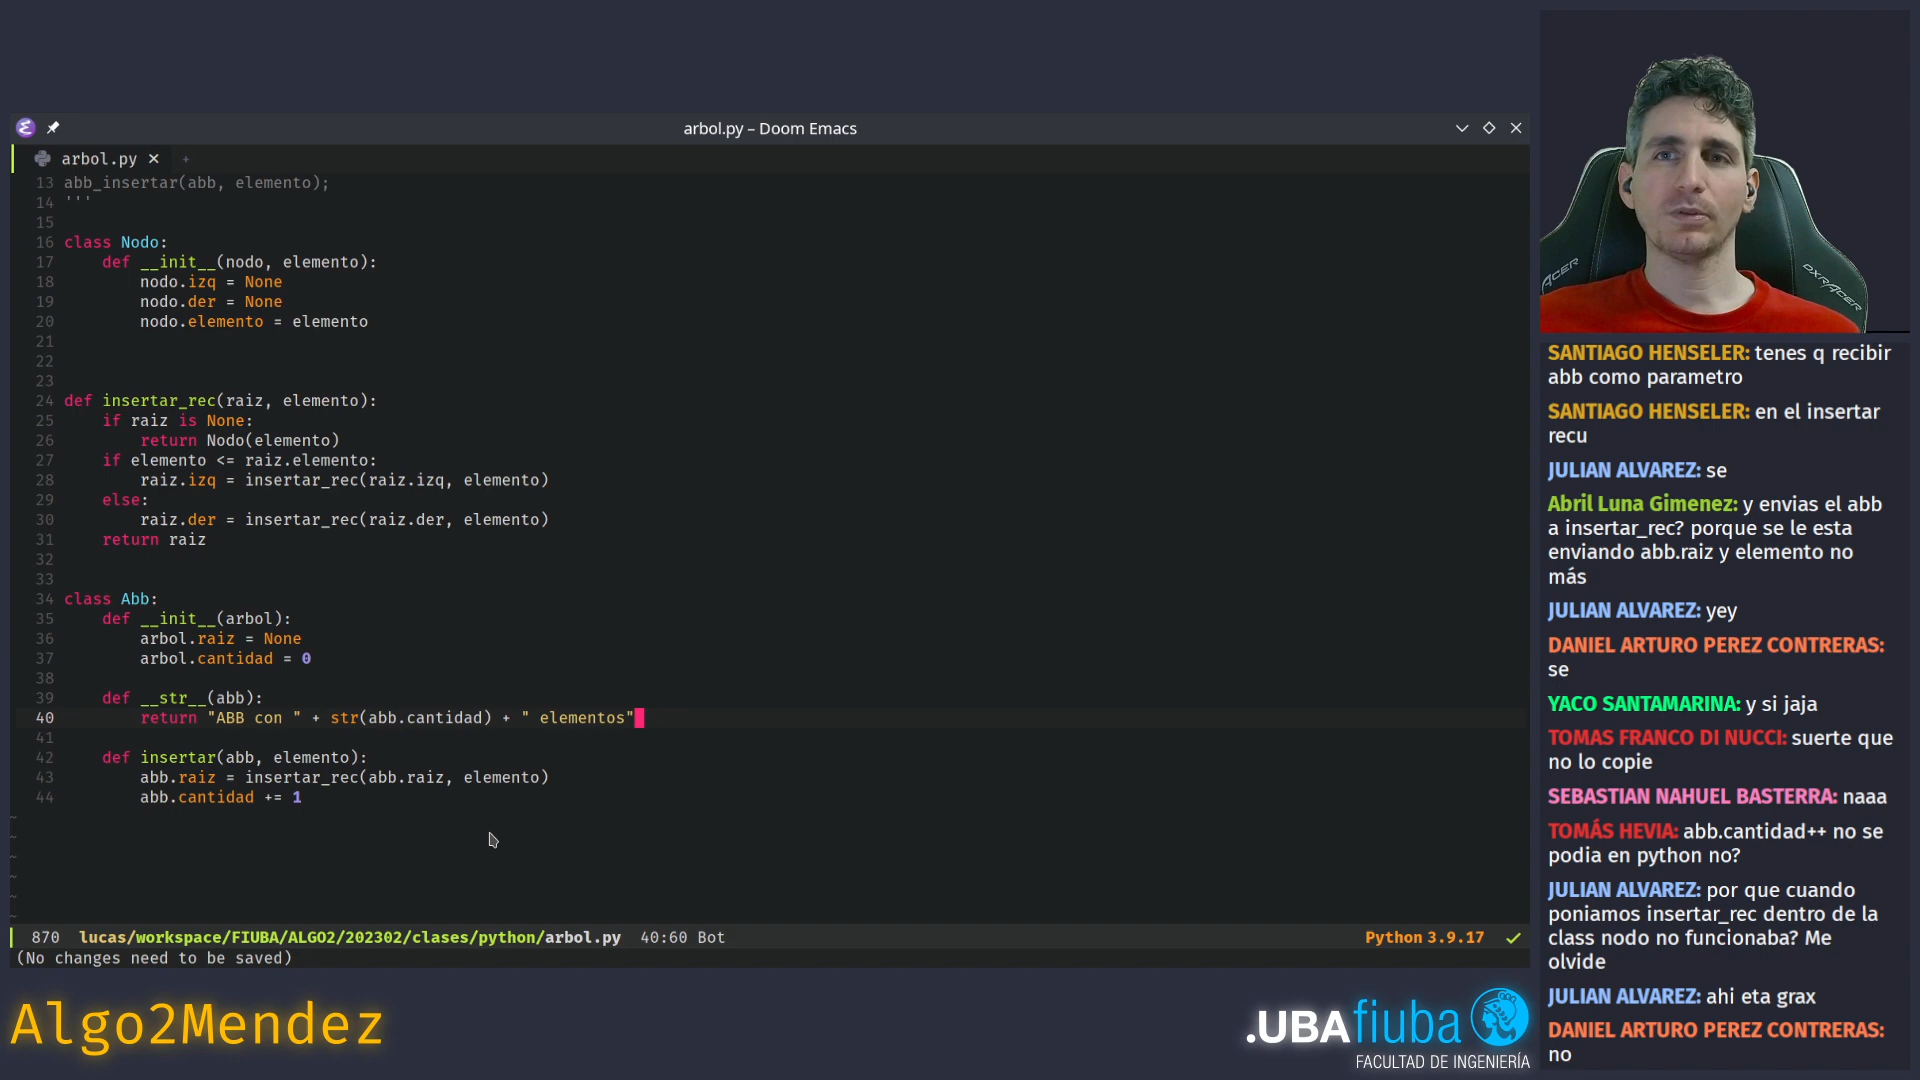 arbol.py – Doom Emacs
arbol.py × +
13 abb_insertar(abb, elemento);
14 '''
15
16 class Nodo:
17     def __init__(nodo, elemento):
18         nodo.izq = None
19         nodo.der = None
20         nodo.elemento = elemento
21
22
23
24 def insertar_rec(raiz, elemento):
25     if raiz is None:
26         return Nodo(elemento)
27     if elemento <= raiz.elemento:
28         raiz.izq = insertar_rec(raiz.izq, elemento)
29     else:
30         raiz.der = insertar_rec(raiz.der, elemento)
31     return raiz
32
33
34 class Abb:
35     def __init__(arbol):
36         arbol.raiz = None
37         arbol.cantidad = 0
38
39     def __str__(abb):
40         return "ABB con " + str(abb.cantidad) + " elementos"
41
42     def insertar(abb, elemento):
43         abb.raiz = insertar_rec(abb.raiz, elemento)
44         abb.cantidad += 1
~
~
~
~
~
~
870 lucas/workspace/FIUBA/ALGO2/202302/clases/python/arbol.py 40:60 Bot Python 3.9.17
(No changes need to be saved)
Algo2Mendez
.UBAfiuba
FACULTAD DE INGENIERÍA
ACER
DXRACER
SANTIAGO HENSELER: tenes q recibir
abb como parametro
SANTIAGO HENSELER: en el insertar
recu
JULIAN ALVAREZ: se
Abril Luna Gimenez: y envias el abb
a insertar_rec? porque se le esta
enviando abb.raiz y elemento no
más
JULIAN ALVAREZ: yey
DANIEL ARTURO PEREZ CONTRERAS:
se
YACO SANTAMARINA: y si jaja
TOMAS FRANCO DI NUCCI: suerte que
no lo copie
SEBASTIAN NAHUEL BASTERRA: naaa
TOMÁS HEVIA: abb.cantidad++ no se
podia en python no?
JULIAN ALVAREZ: por que cuando
poniamos insertar_rec dentro de la
class nodo no funcionaba? Me
olvide
JULIAN ALVAREZ: ahi eta grax
DANIEL ARTURO PEREZ CONTRERAS:
no